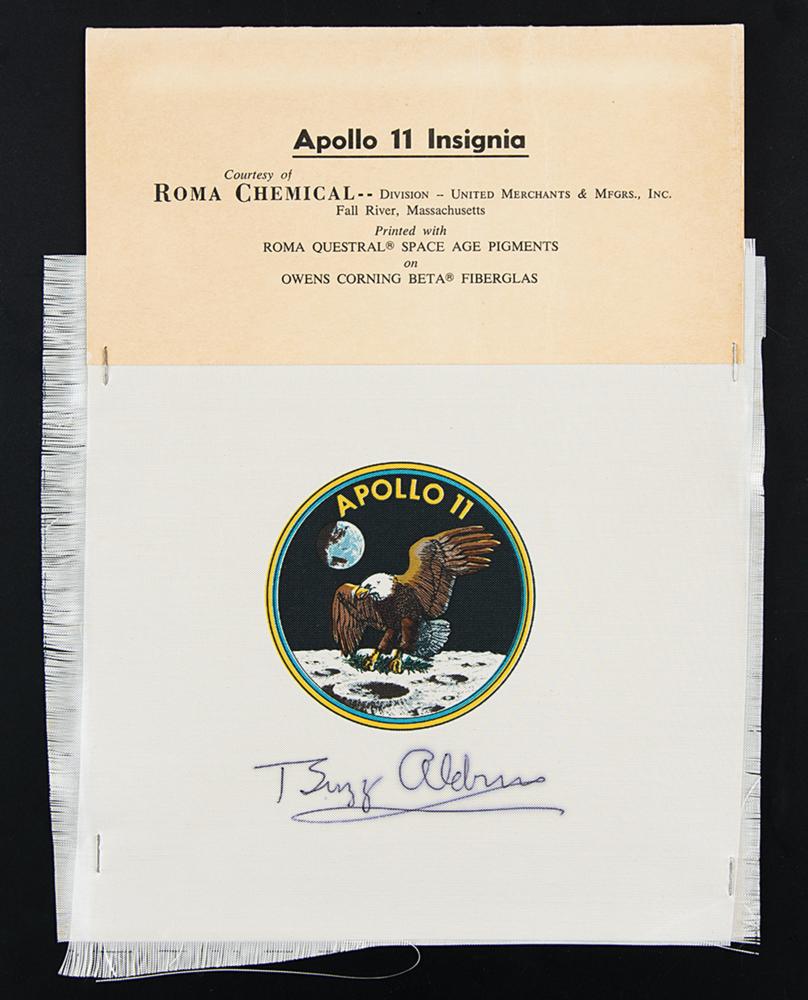 Apollo 11 Insignia
Courtesy of
ROMA CHEMICAL-- DIVISION -- UNITED MERCHANTS & MFGRS., INC.
Fall River, Massachusetts
Printed with
ROMA QUESTRAL® SPACE AGE PIGMENTS
on
OWENS CORNING BETA® FIBERGLAS
APOLLO 11
Buzz Aldrin